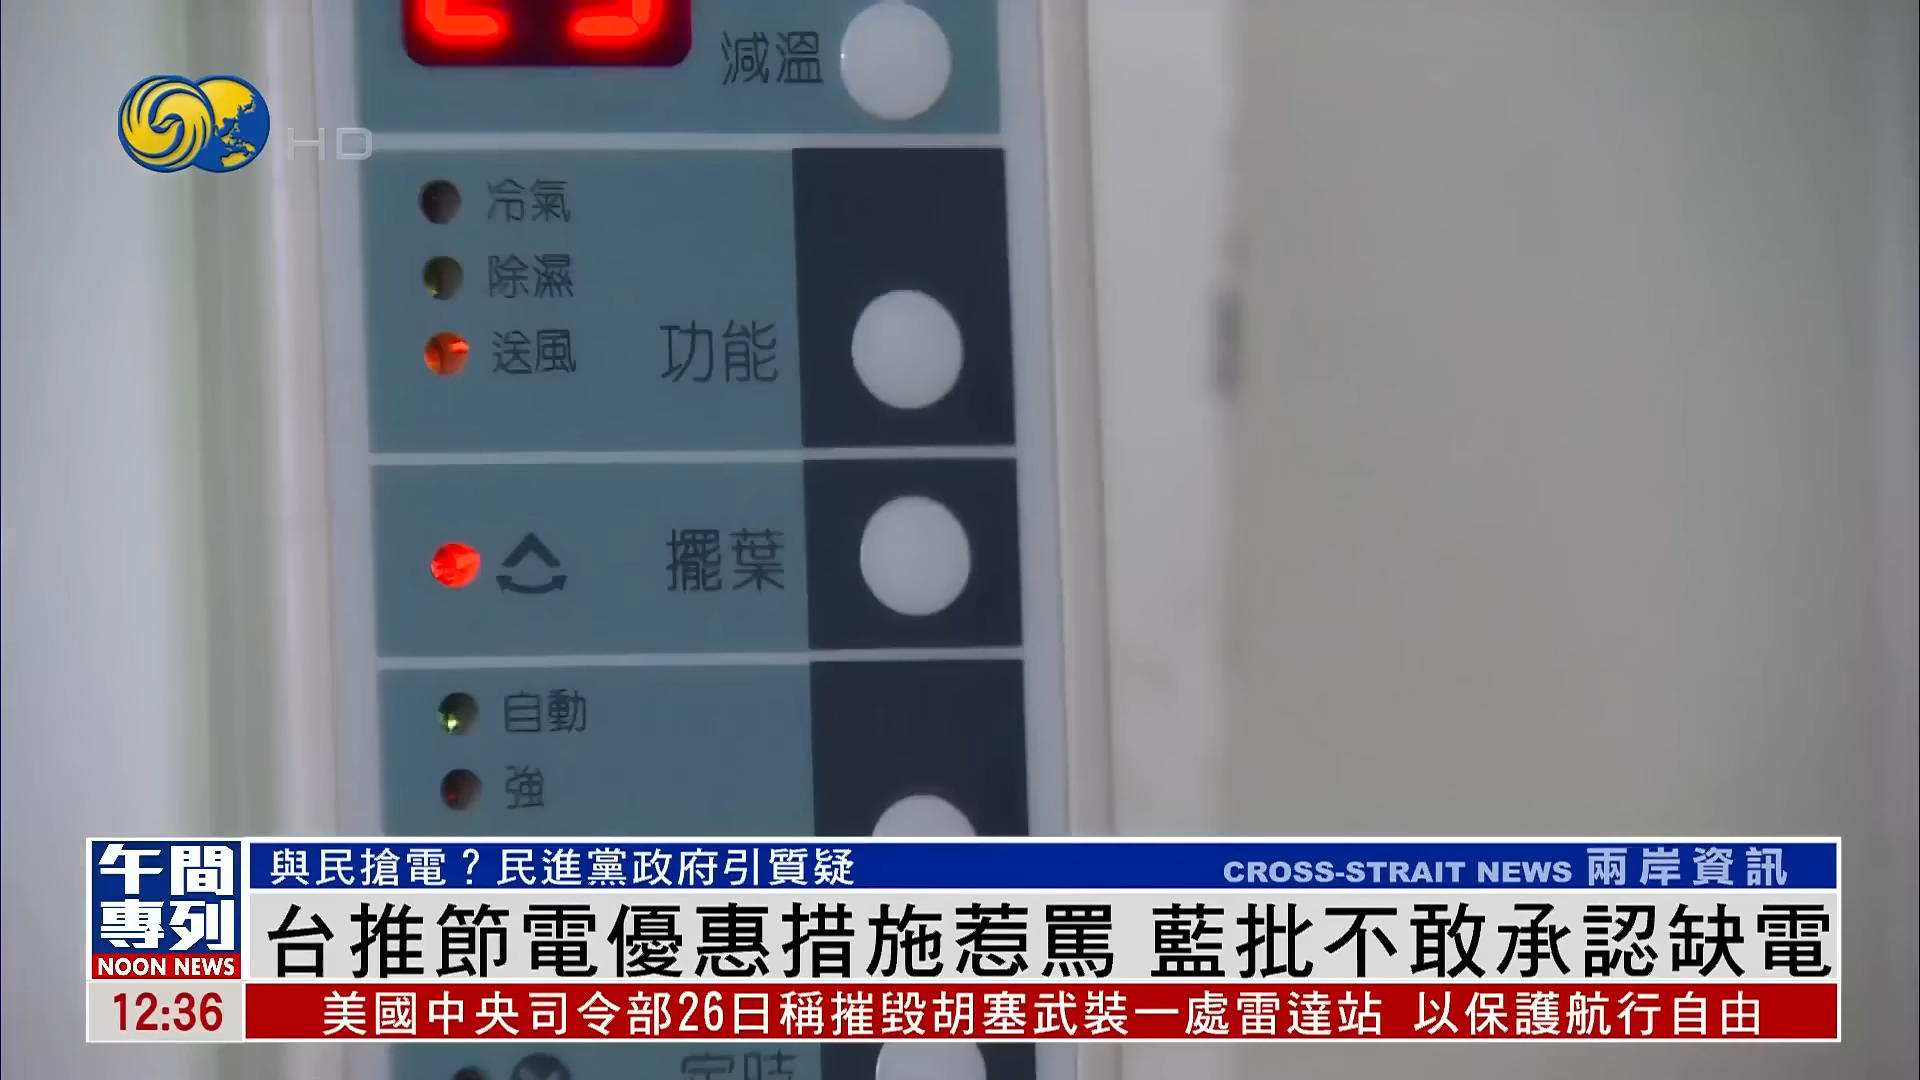 減溫
HD
冷氣
除濕
送風
功能
擺葉
自動
強
與民搶電？民進黨政府引質疑
CROSS-STRAIT NEWS 兩岸資訊
午間
專列
NOON NEWS
台推節電優惠措施惹罵 藍批不敢承認缺電
12:36
美國中央司令部26日稱摧毀胡塞武裝一處雷達站 以保護航行自由
定時